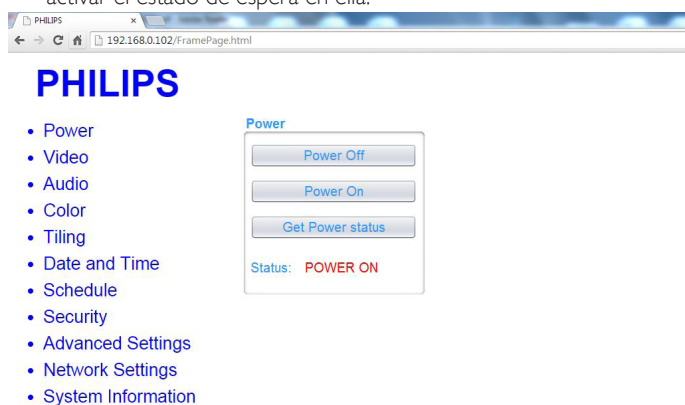 activar el estado de espera en ella.
PHILIPS
192.168.0.102/FramePage.html
PHILIPS
• Power
• Video
• Audio
• Color
• Tiling
• Date and Time
• Schedule
• Security
• Advanced Settings
• Network Settings
• System Information
Power
Power Off
Power On
Get Power status
Status: POWER ON